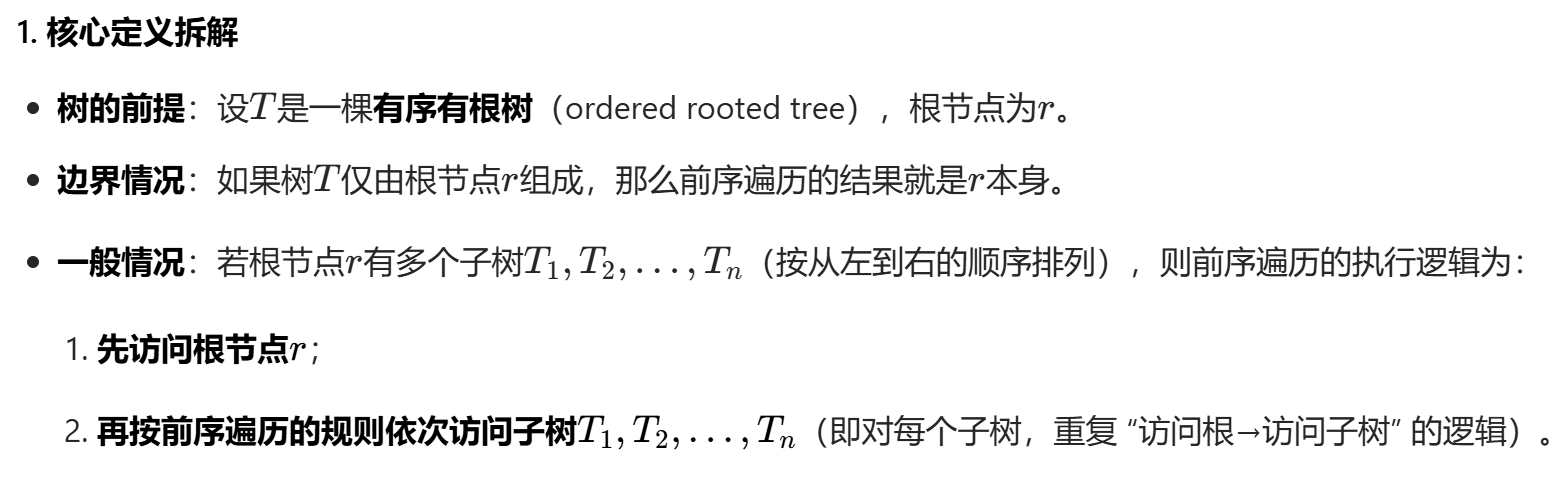 1. 核心定义拆解
• 树的前提：设T是一棵有序有根树（ordered rooted tree），根节点为r。
• 边界情况：如果树T仅由根节点r组成，那么前序遍历的结果就是r本身。
• 一般情况：若根节点r有多个子树T₁, T₂, …, Tₙ（按从左到右的顺序排列），则前序遍历的执行逻辑为：
1. 先访问根节点r；
2. 再按前序遍历的规则依次访问子树T₁, T₂, …, Tₙ（即对每个子树，重复 “访问根→访问子树” 的逻辑）。